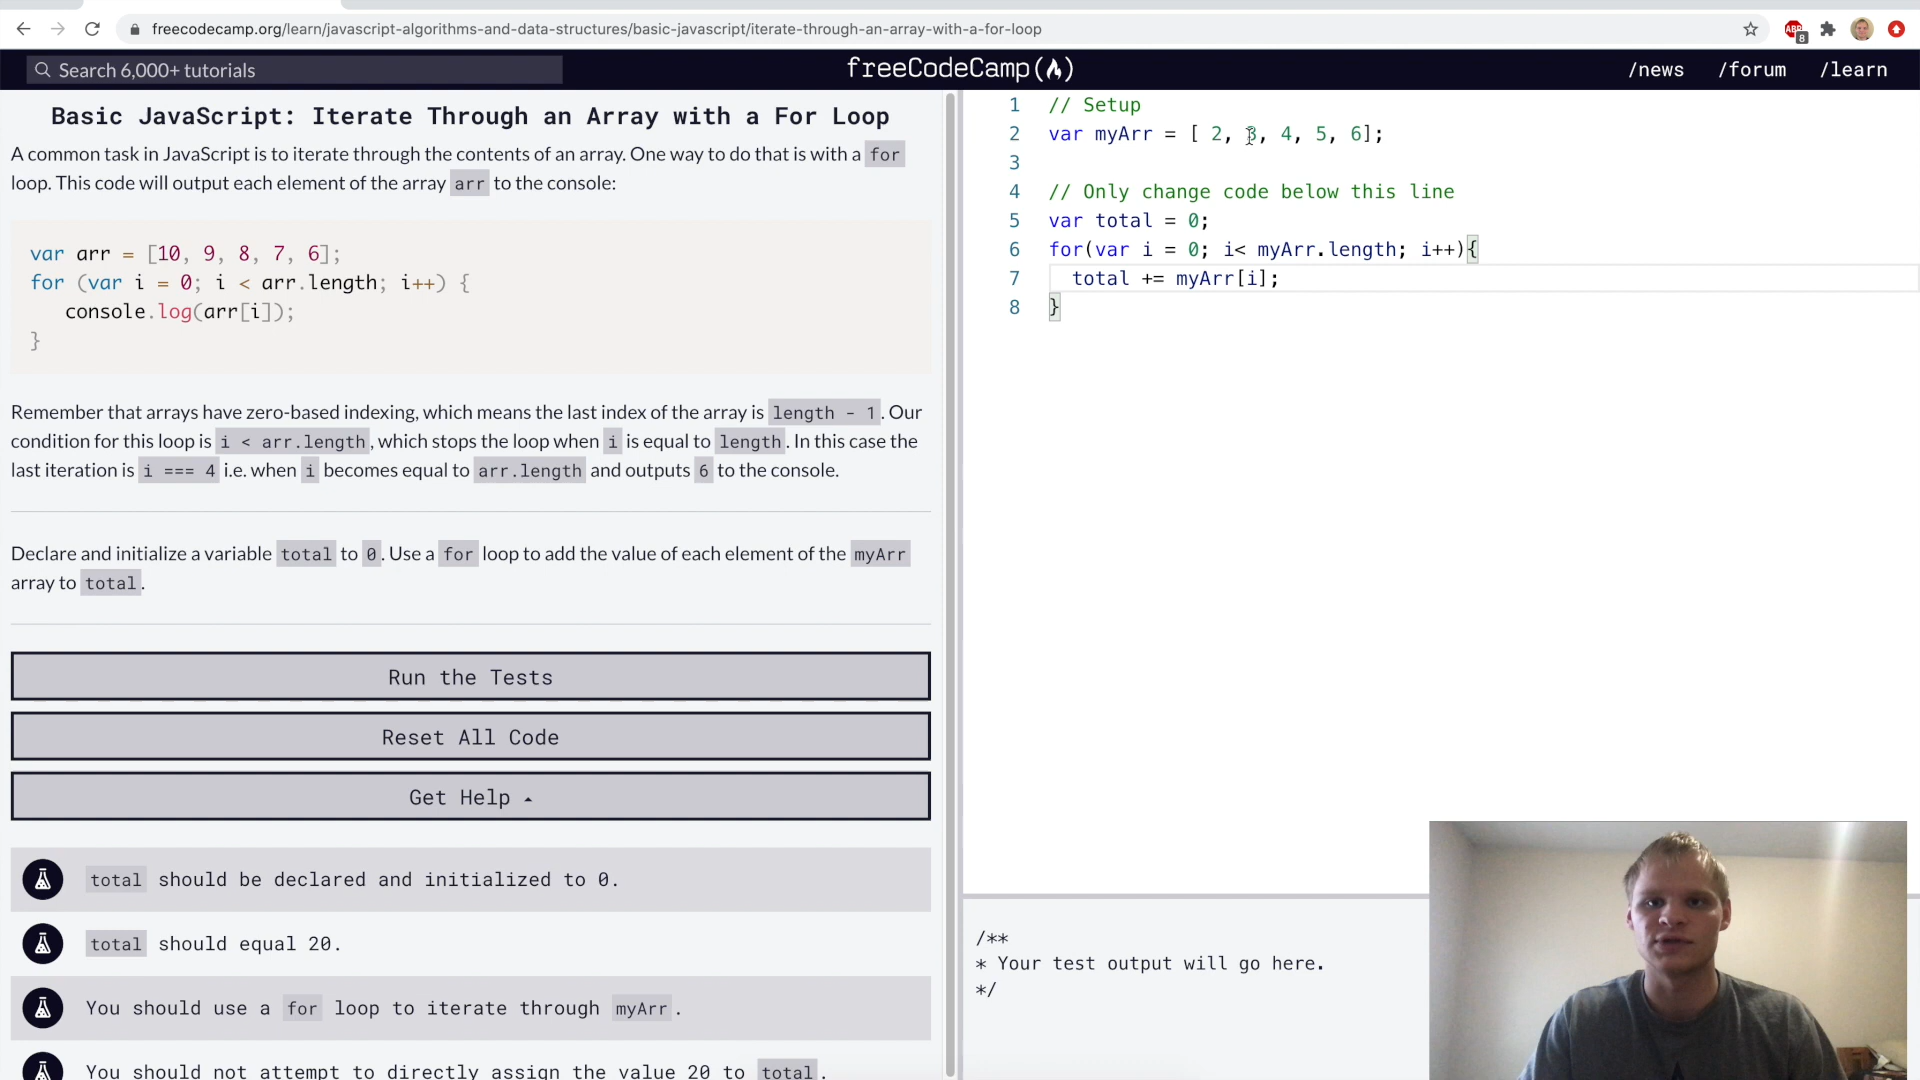 freecodecamp.org/learn/javascript-algorithms-and-data-structures/basic-javascript/iterate-through-an-array-with-a-for-loop
ABP
8
Search 6,000+ tutorials
freeCodeCamp
/news
/forum
/learn
Basic JavaScript: Iterate Through an Array with a For Loop
A common task in JavaScript is to iterate through the contents of an array. One way to do that is with a for
loop. This code will output each element of the array arr to the console:
var arr = [10, 9, 8, 7, 6];
for (var i = 0; i < arr.length; i++) {
console.log(arr[i]);
}
Remember that arrays have zero-based indexing, which means the last index of the array is length - 1. Our
condition for this loop is i < arr.length, which stops the loop when i is equal to length. In this case the
last iteration is i === 4 i.e. when i becomes equal to arr.length and outputs 6 to the console.
Declare and initialize a variable total to 0. Use a for loop to add the value of each element of the myArr
array to total.
Run the Tests
Reset All Code
Get Help
total should be declared and initialized to 0.
total should equal 20.
You should use a for loop to iterate through myArr.
You should not attempt to directly assign the value 20 to total.
1 // Setup
2 var myArr = [ 2, 3, 4, 5, 6];
3
4 // Only change code below this line
5 var total = 0;
6 for(var i = 0; i< myArr.length; i++){
7 total += myArr[i];
8 }
/**
* Your test output will go here.
*/